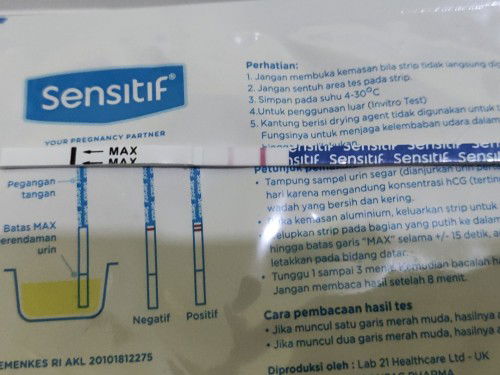 Sensitif®
YOUR PREGNANCY PARTNER
Perhatian:
1. Jangan membuka kemasan bila strip tidak langsung
2. Jangan sentuh area tes pada strip.
3. Simpan pada suhu 4-30°C
4.Untuk penggunaan luar (Invitro Test)
5. Kantung berisi drying agent tidak digunakan untuk
Fungsinya untuk menjaga kelembaban udara dalam
MAX
MAX
Sensitif Sensitif Sensitif Sensitif
Pegangan
tangan
Batas MAX
urin
Negatif
Positif
Petunjuk
• Tampung sampel urin segar (dianjurkan urin
hari karena mengandung konsentrasi hCG
wadah yang bersih dan kering.
• Jika kemasan aluminium, keluarkan strip untuk
• Celupkan strip pada bagian yang putih ke dalam
hingga batas garis "MAX" selama +/- 15 detik,
letakkan pada bidang datar.
• Tunggu 1 sampai 3 menit. Kemudian bacalah
Jangan membaca hasil setelah 8 menit.
Cara pembacaan hasil tes
• Jika muncul satu garis merah muda, hasilnya
• Jika muncul dua garis merah muda, hasilnya
KEMENKES RI AKL 20101812275
Diproduksi oleh : Lab 21 Healthcare Ltd - UK
PHARMA